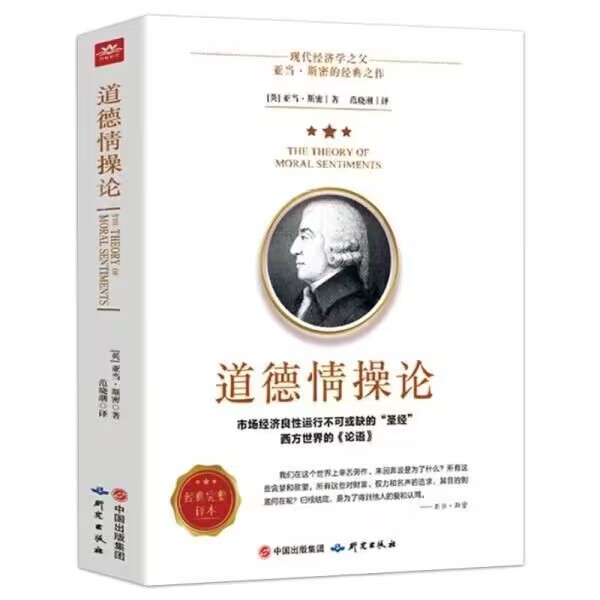 道德情操论
THE THEORY OF
MORAL SENTIMENTS
[英] 亚当·斯密 著
范晓潮 译
中国出版集团
研究出版社
现代经济学之父
亚当·斯密的经典之作
[英]亚当·斯密|著 范晓潮|译
THE THEORY OF
MORAL SENTIMENTS
道德情操论
市场经济良性运行不可或缺的“圣经”
西方世界的《论语》
我们在这个世界上辛苦劳作、来回奔波是为了什么?所有这
些贪婪和欲望,所有这些对财富、权力和名声的追求,其目的到
底何在呢?归根结底,是为了得到他人的爱和认同。
——亚当·斯密
经典完整
译本
中国出版集团 研究出版社